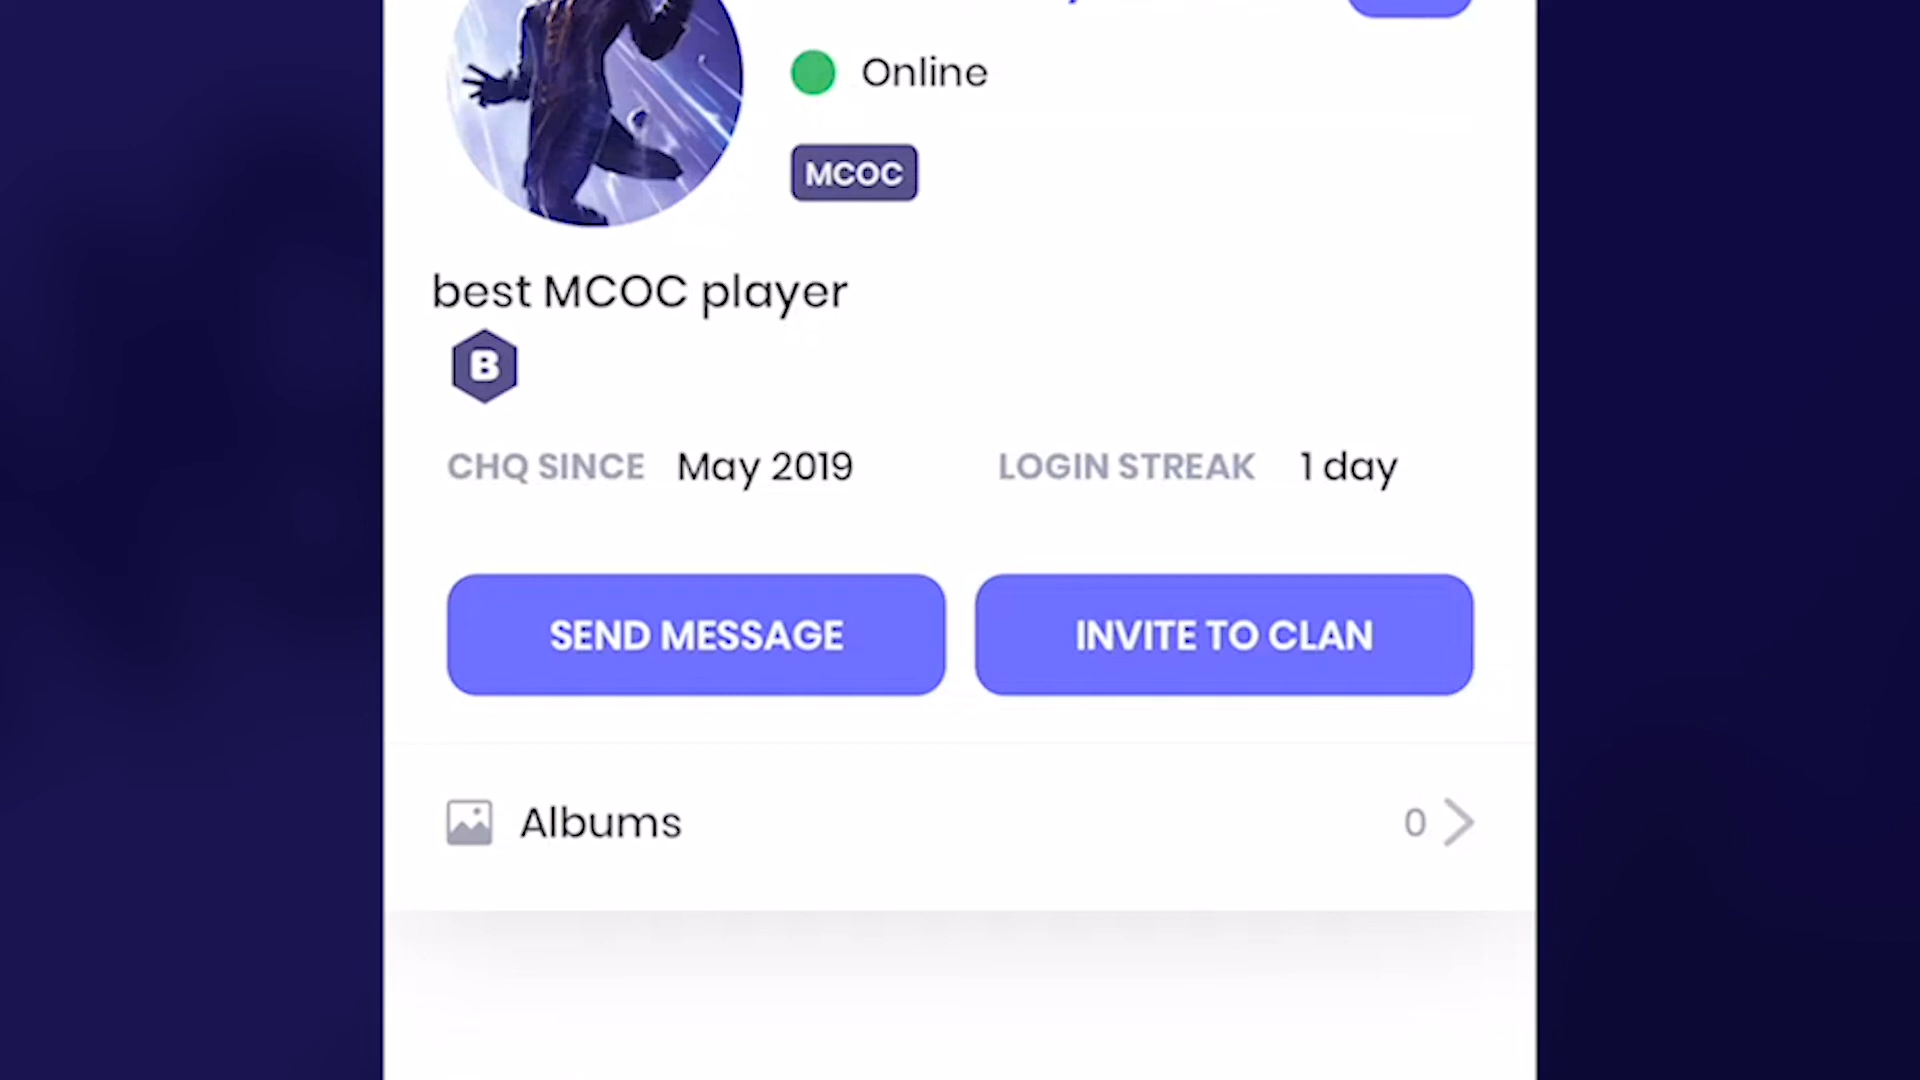 Online
MCOC
best MCOC player
B
CHQ SINCE May 2019 LOGIN STREAK 1 day
SEND MESSAGE INVITE TO CLAN
Albums 0